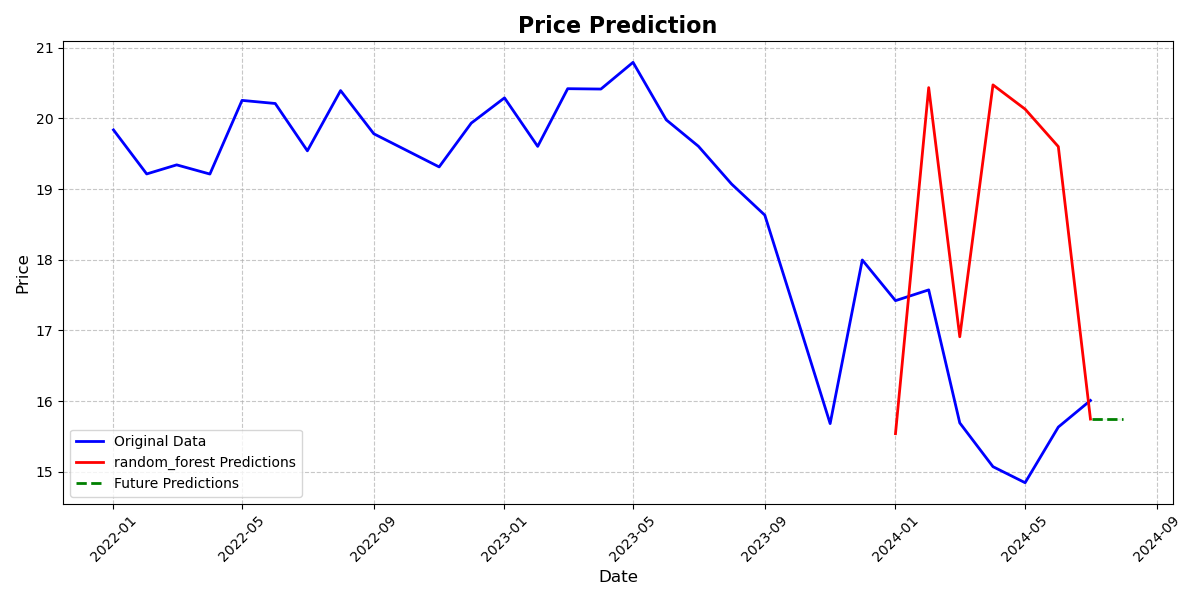 Price Prediction
21
20
19
18
17
16
15
Price
Original Data
random_forest Predictions
Future Predictions
2022-01
2022-05
2022-09
2023-01
2023-05
2023-09
2024-01
2024-05
2024-09
Date